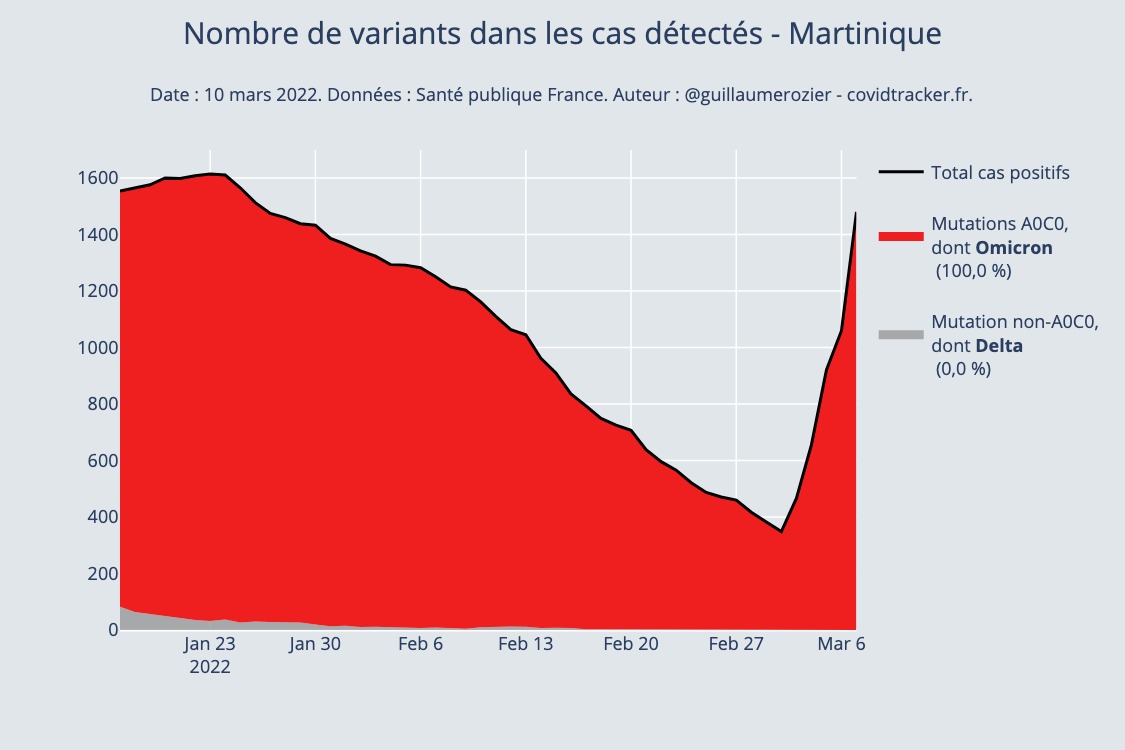 Nombre de variants dans les cas détectés - Martinique
Date : 10 mars 2022. Données : Santé publique France. Auteur : @guillaumerozier - covidtracker.fr.
1600
1400
1200
1000
800
600
400
200
0
Jan 23
2022
Jan 30
Feb 6
Feb 13
Feb 20
Feb 27
Mar 6
Total cas positifs
Mutations A0C0,
dont Omicron
(100,0 %)
Mutation non-A0C0,
dont Delta
(0,0 %)